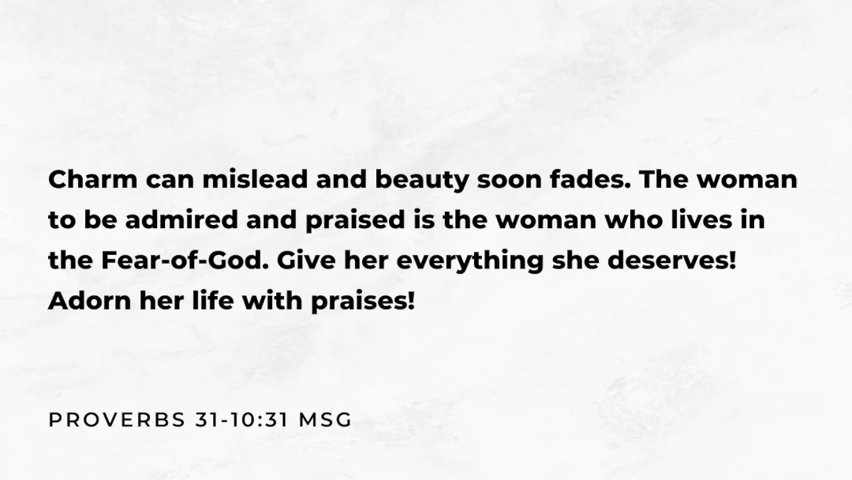 Charm can mislead and beauty soon fades. The woman
to be admired and praised is the woman who lives in
the Fear-of-God. Give her everything she deserves!
Adorn her life with praises!
PROVERBS 31-10:31 MSG